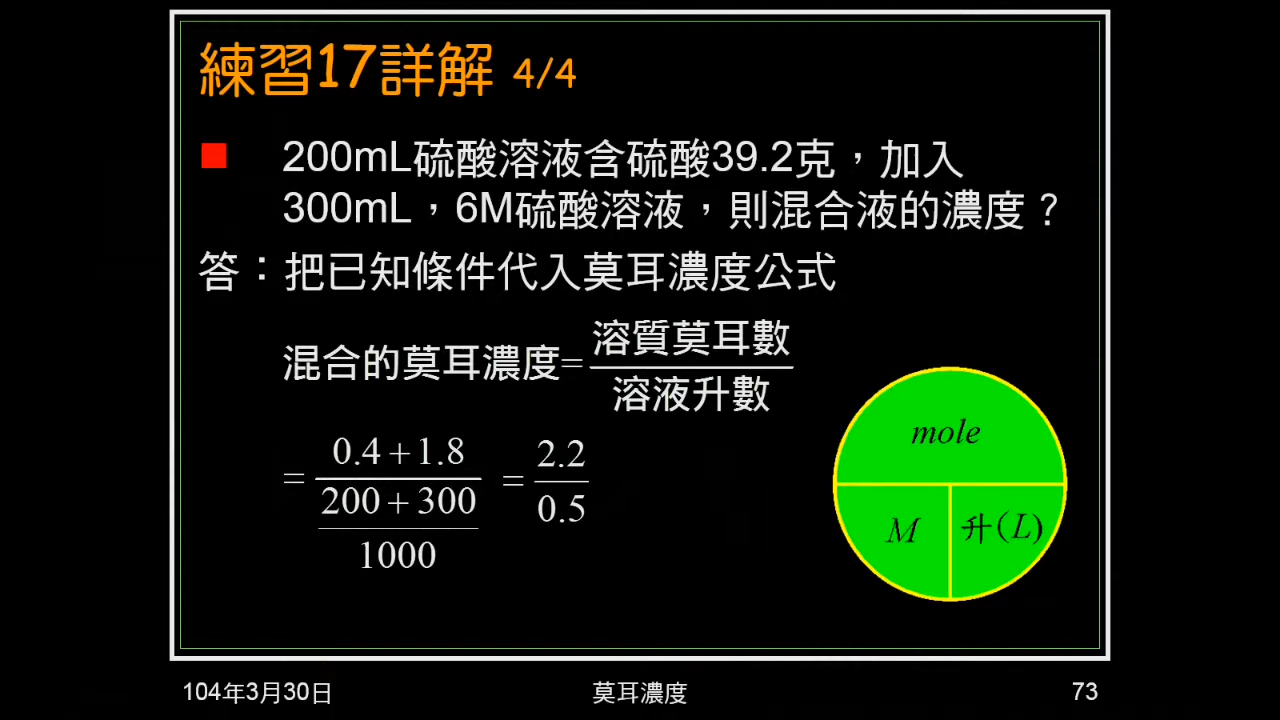 練習17詳解 4/4
200mL硫酸溶液含硫酸39.2克，加入
300mL，6M硫酸溶液，則混合液的濃度？
答：把已知條件代入莫耳濃度公式
混合的莫耳濃度=溶質莫耳數
溶液升數
= 0.4+1.8 = 2.2
200+300 0.5
1000
mole
M 升(L)
104年3月30日 莫耳濃度 73